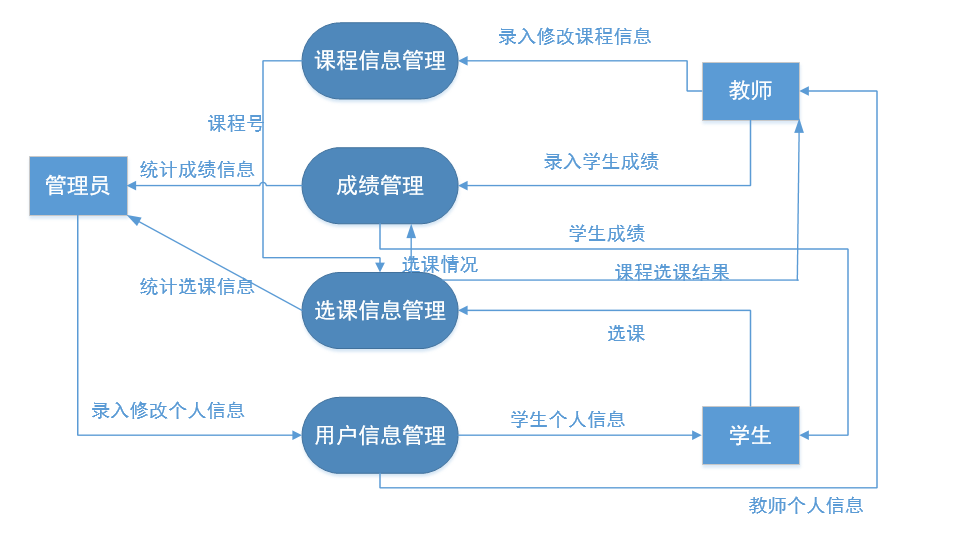 录入修改课程信息
课程信息管理
教师
课程号
统计成绩信息
录入学生成绩
管理员
成绩管理
学生成绩
选课情况
课程选课结果
统计选课信息
选课信息管理
选课
录入修改个人信息
学生个人信息
用户信息管理
学生
教师个人信息